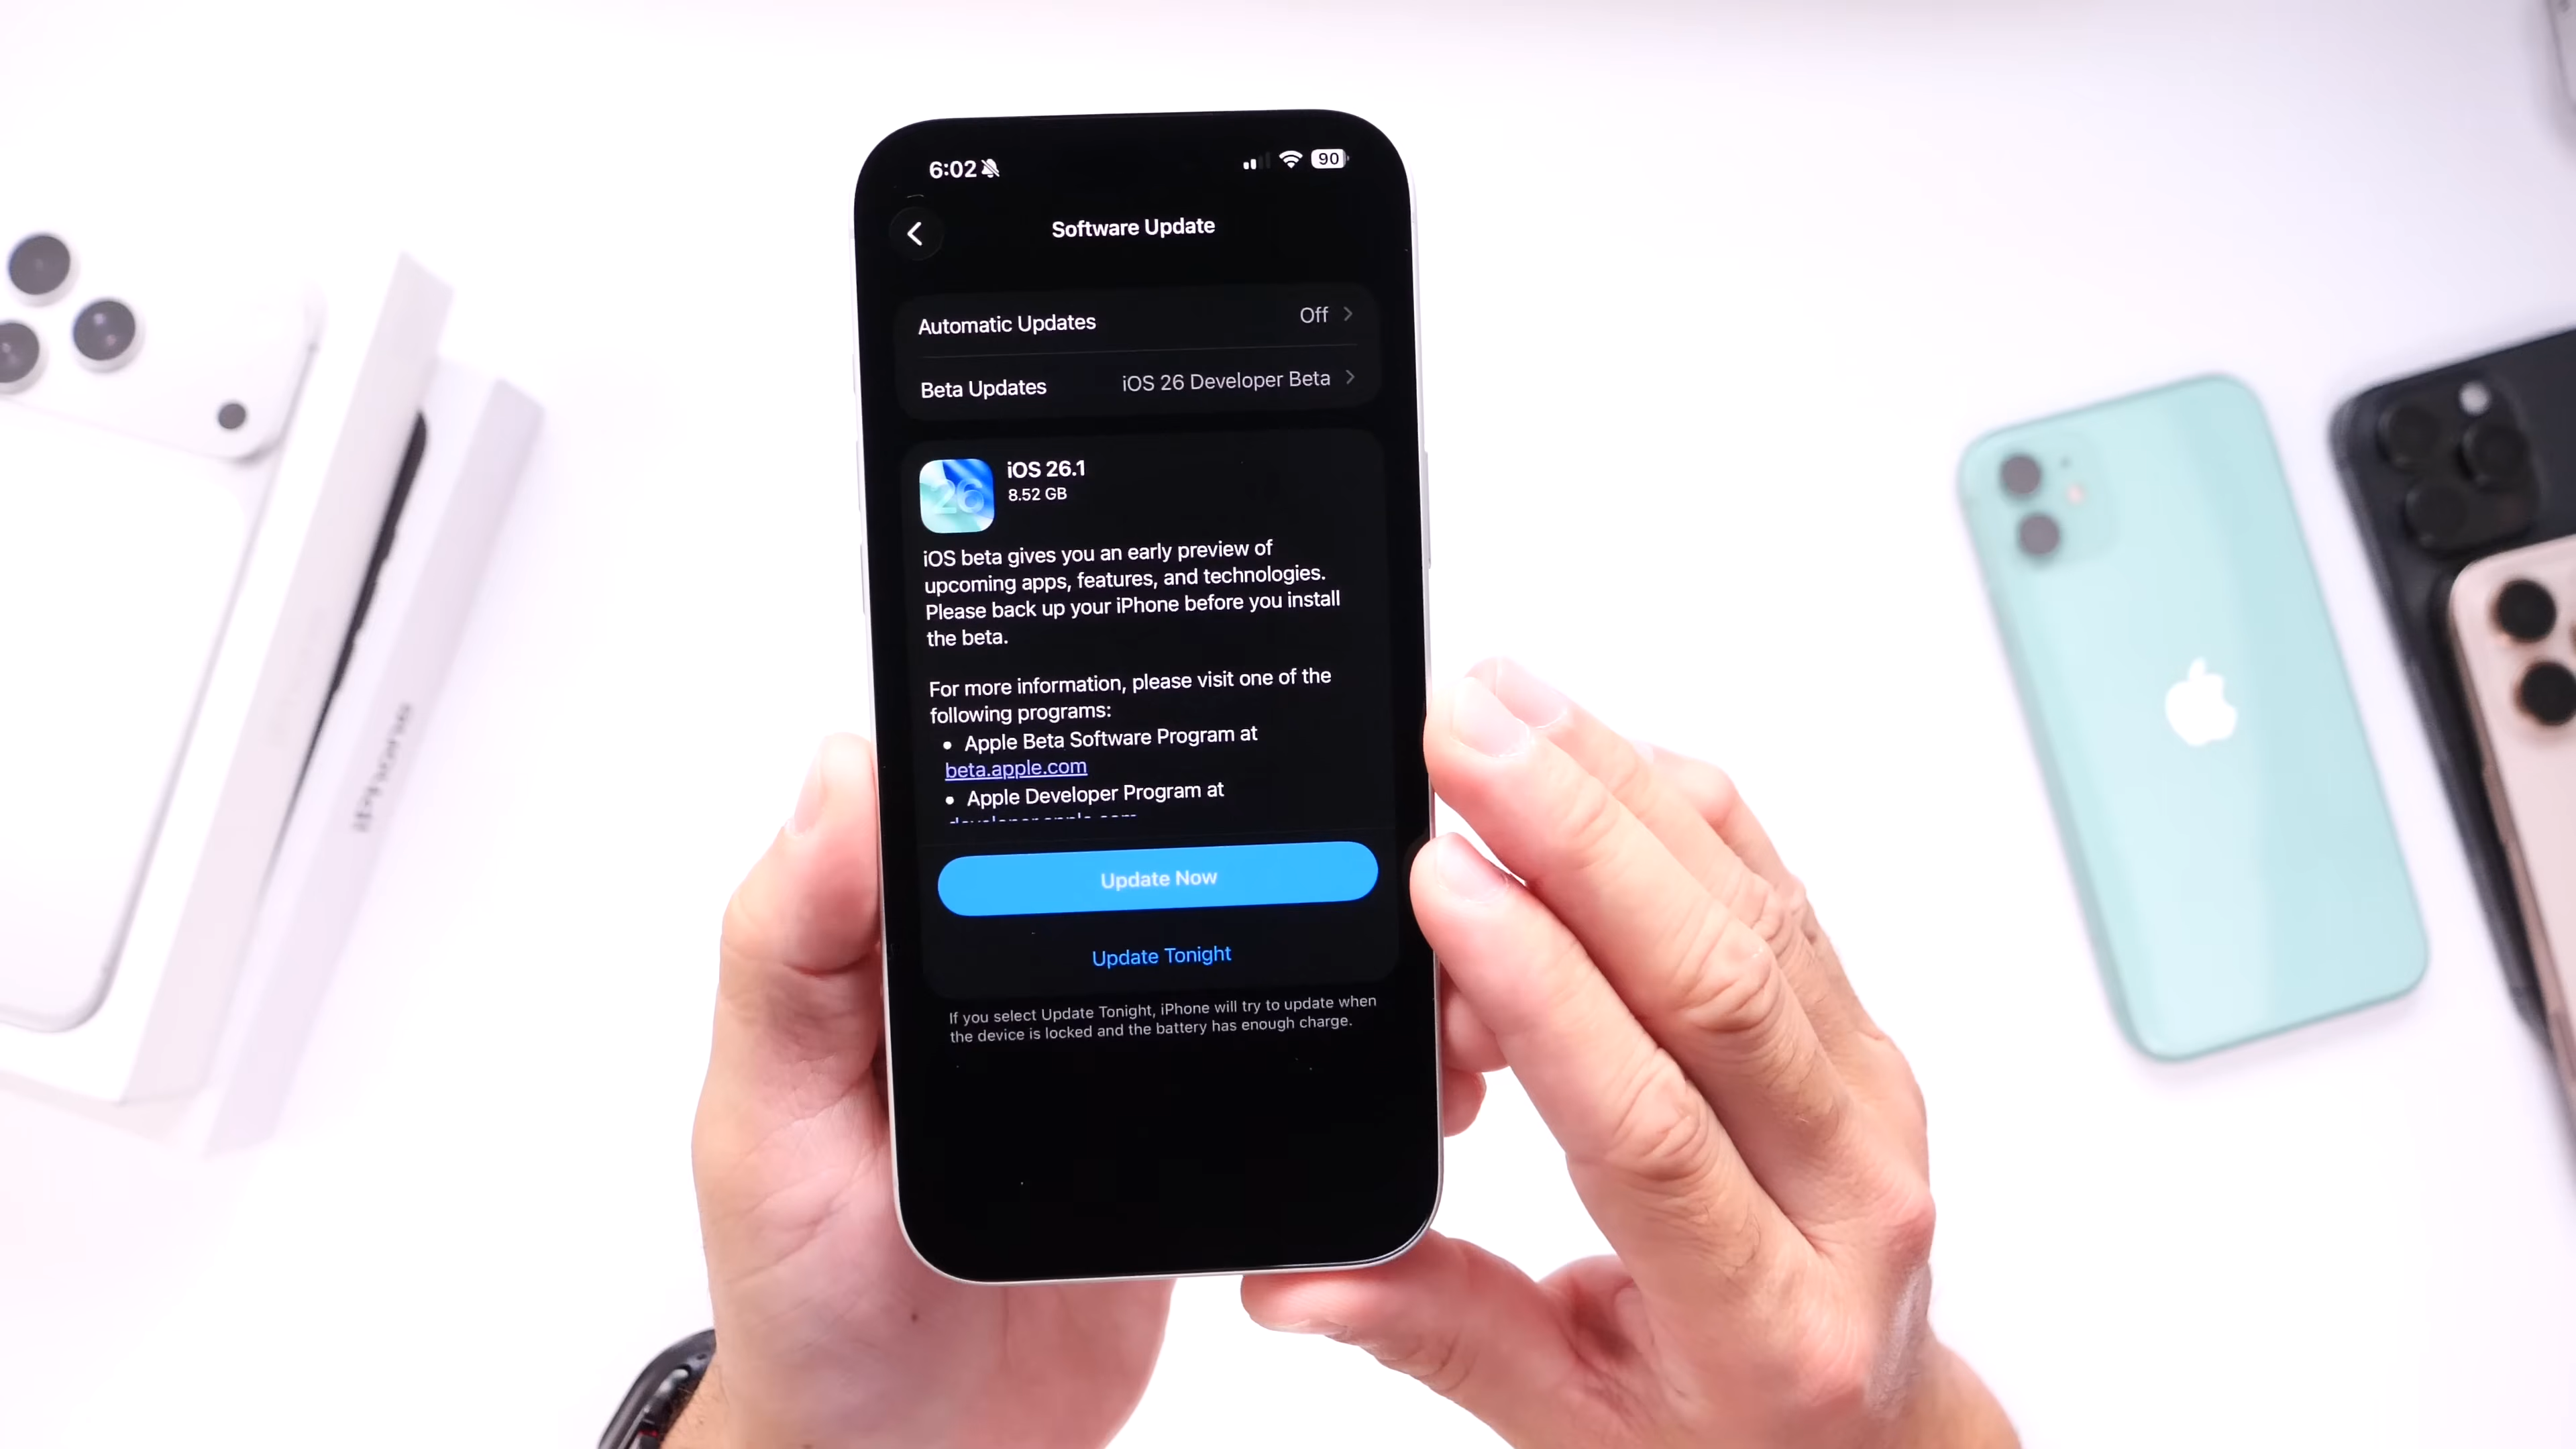 6:02
90
Software Update
Automatic Updates Off
Beta Updates iOS 26 Developer Beta
26
iOS 26.1
8.52 GB
iOS beta gives you an early preview of
upcoming apps, features, and technologies.
Please back up your iPhone before you install
the beta.
For more information, please visit one of the
following programs:
• Apple Beta Software Program at
beta.apple.com
• Apple Developer Program at
Update Now
Update Tonight
If you select Update Tonight, iPhone will try to update when
the device is locked and the battery has enough charge.
iPhone